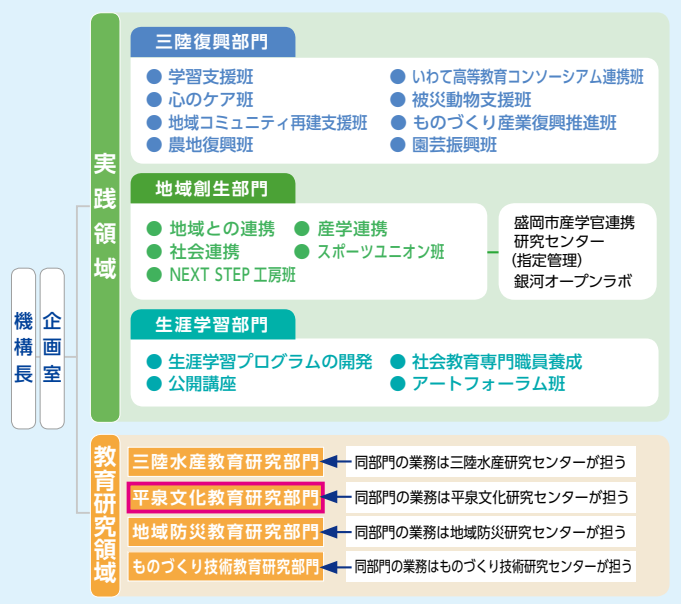 機構長
企画室
実践領域
三陸復興部門
● 学習支援班
● 心のケア班
● 地域コミュニティ再建支援班
● 農地復興班
● いわて高等教育コンソーシアム連携班
● 被災動物支援班
● ものづくり産業復興推進班
● 園芸振興班
地域創生部門
● 地域との連携
● 産学連携
● 社会連携
● スポーツユニオン班
● NEXT STEP 工房班
盛岡市産学官連携
研究センター
(指定管理)
銀河オープンラボ
生涯学習部門
● 生涯学習プログラムの開発
● 社会教育専門職員養成
● 公開講座
● アートフォーラム班
教育研究領域
三陸水産教育研究部門
同部門の業務は三陸水産研究センターが担う
平泉文化教育研究部門
同部門の業務は平泉文化研究センターが担う
地域防災教育研究部門
同部門の業務は地域防災研究センターが担う
ものづくり技術教育研究部門
同部門の業務はものづくり技術研究センターが担う